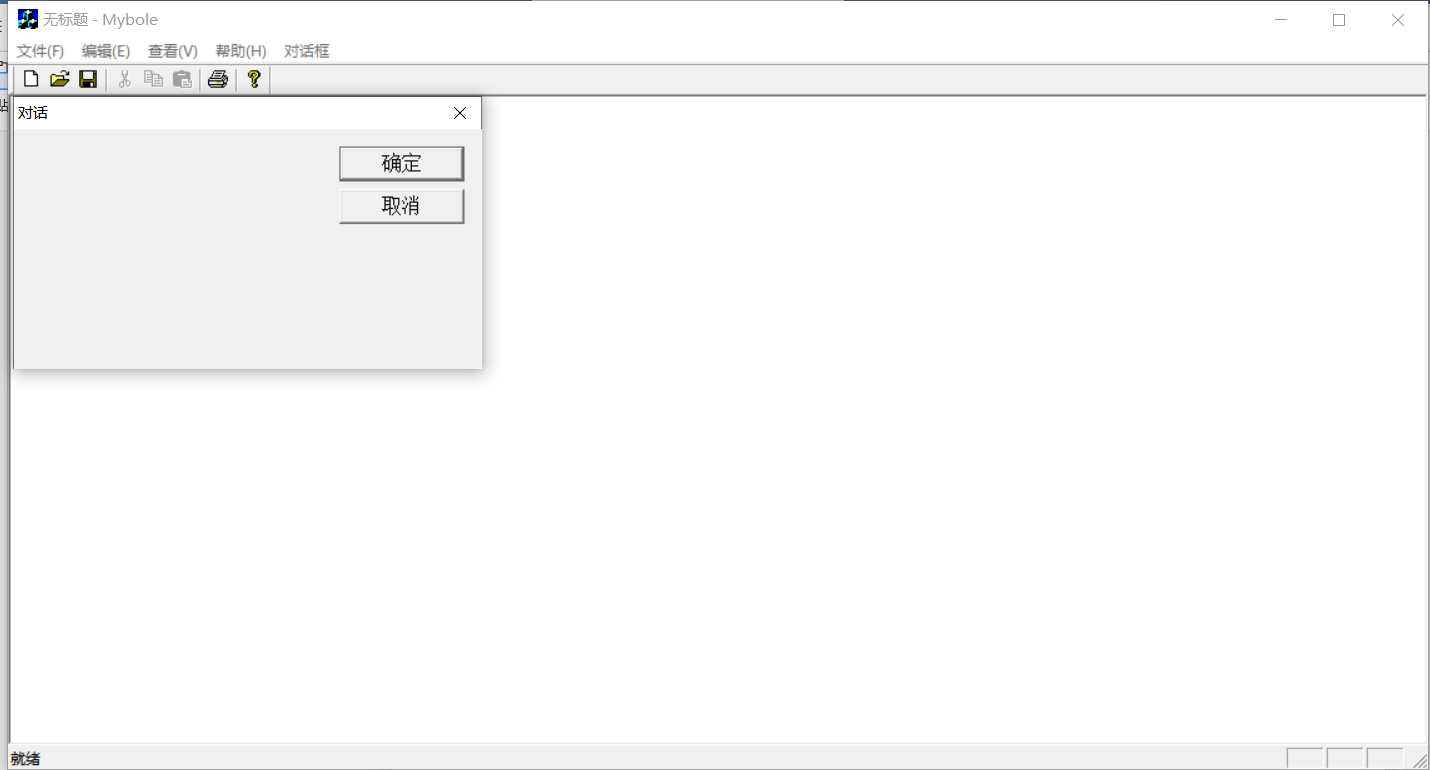 无标题 - Mybole
文件(F) 编辑(E) 查看(V) 帮助(H) 对话框
对话
确定
取消
就绪